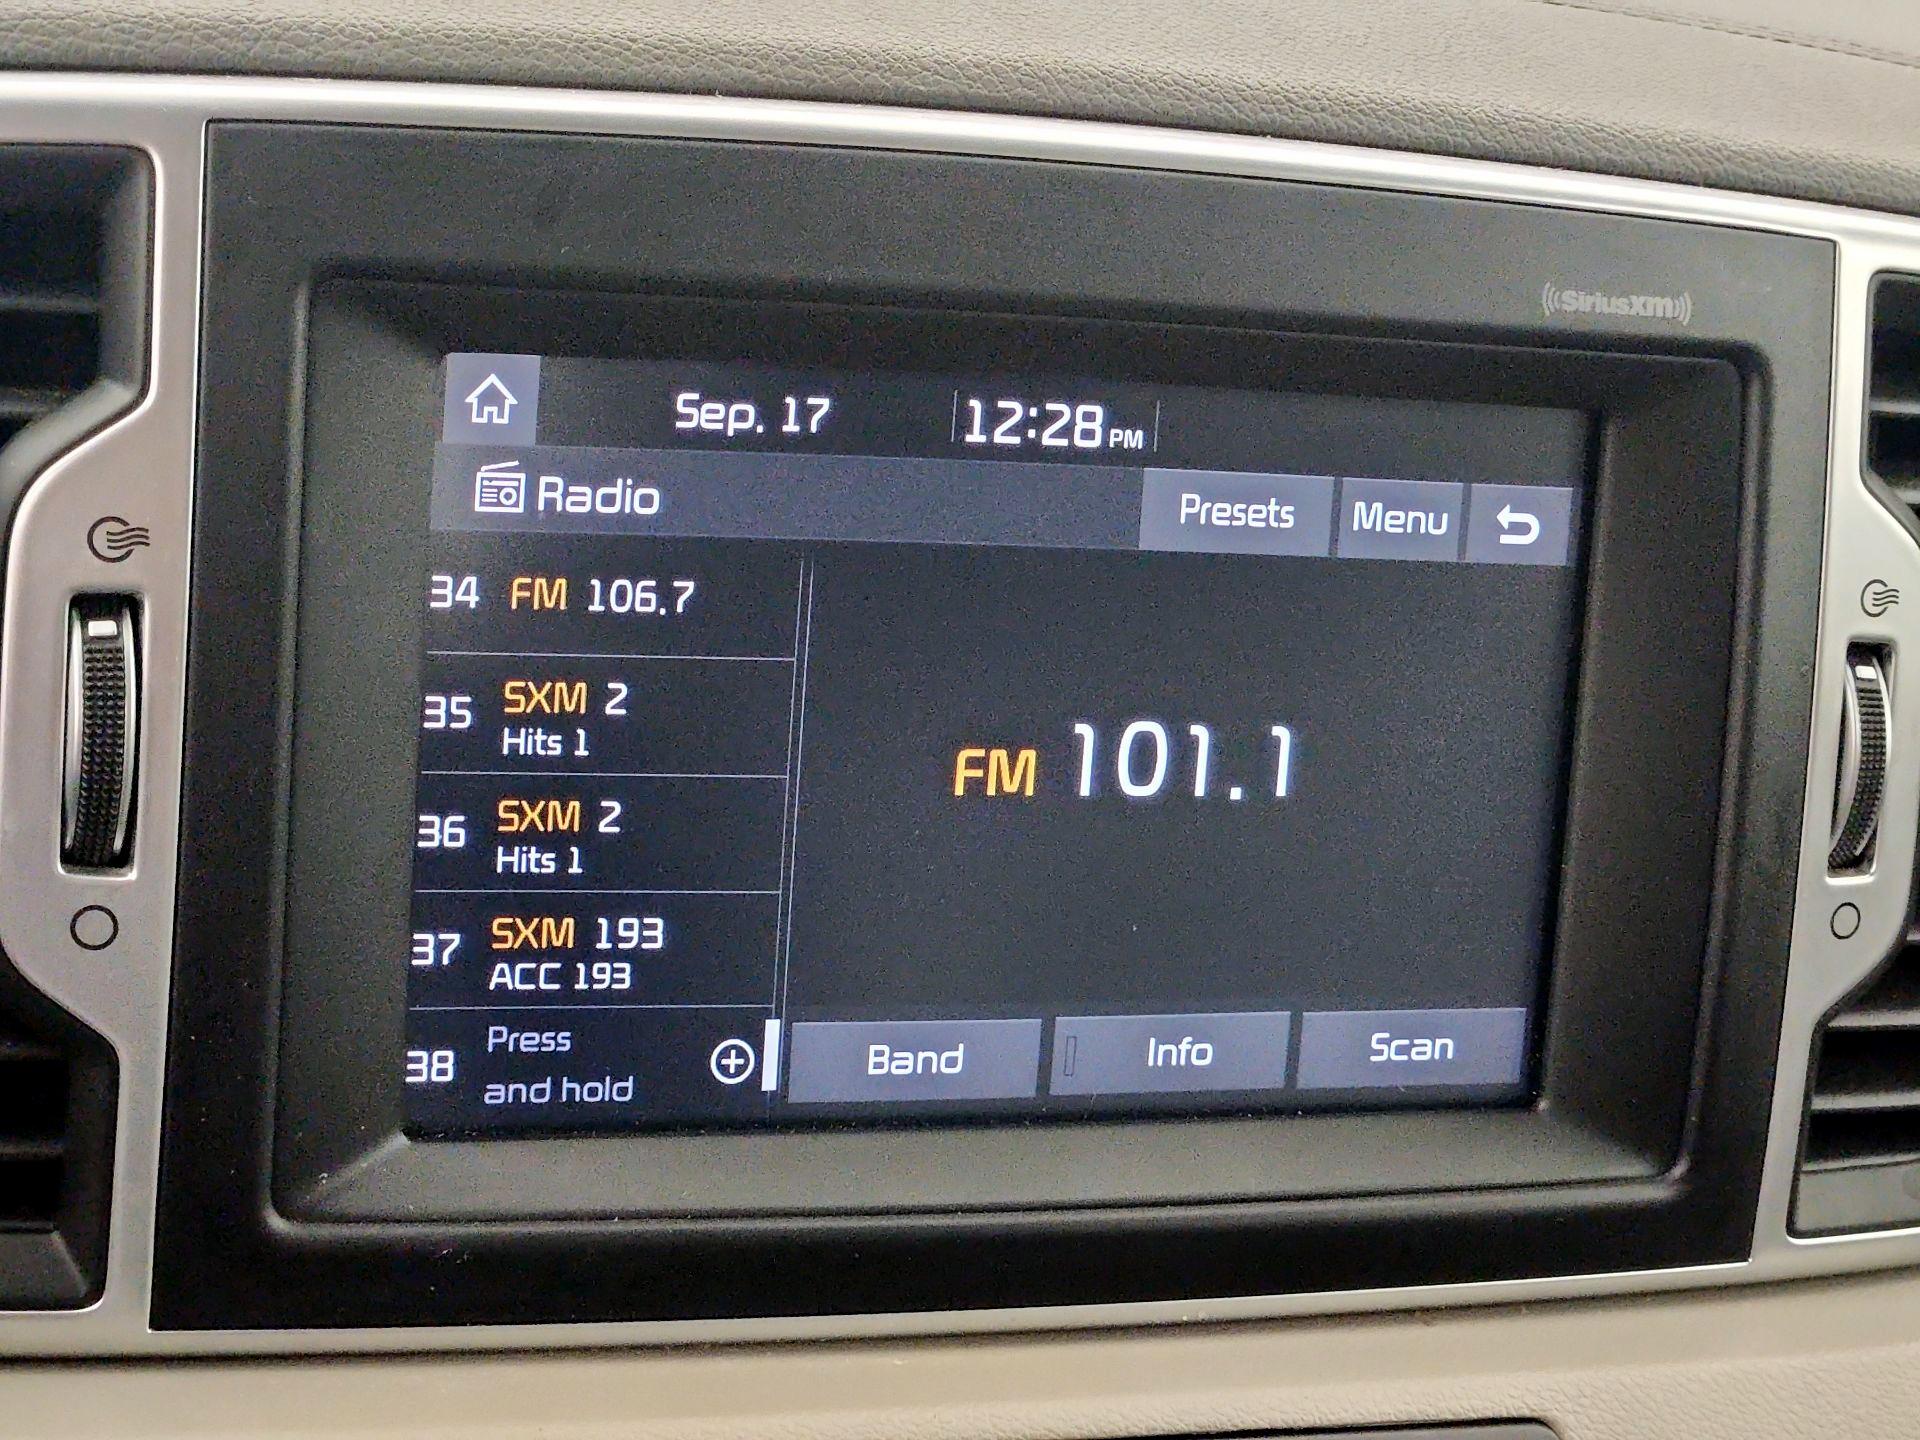 ((SiriusXM))
Sep. 17 12:28 PM
Radio Presets Menu
34 FM 106.7
35 SXM 2
Hits 1
36 SXM 2
Hits 1
37 SXM 193
ACC 193
38 Press
and hold
FM 101.1
Band Info Scan